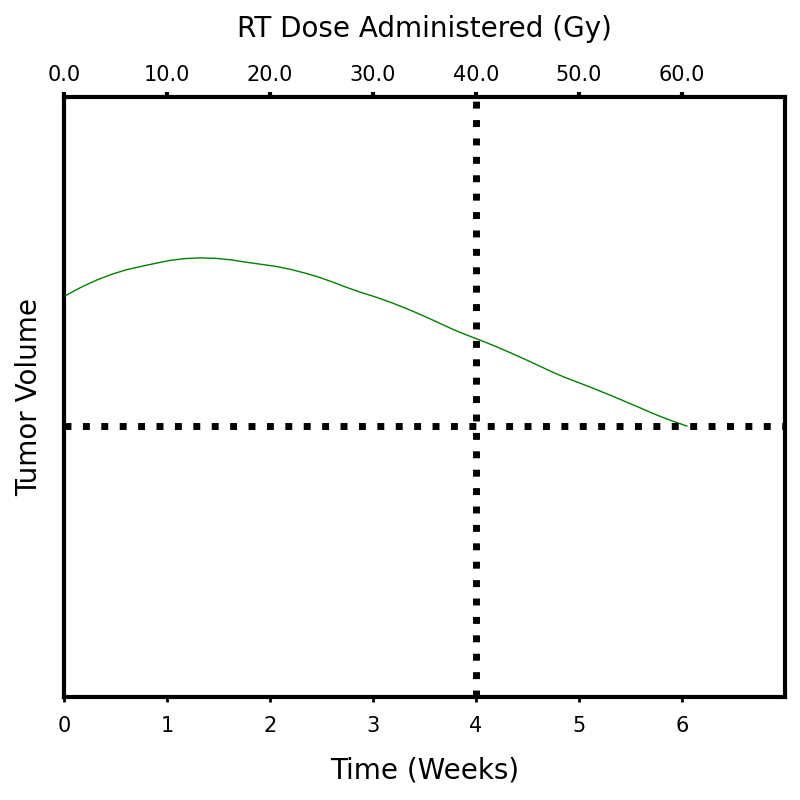 RT Dose Administered (Gy)
0.0 10.0 20.0 30.0 40.0 50.0 60.0
Tumor Volume
0 1 2 3 4 5 6
Time (Weeks)